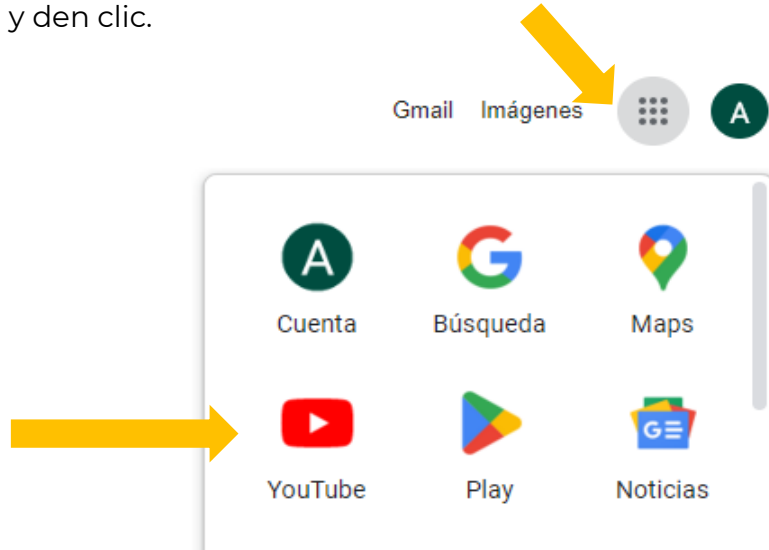 y den clic.
Gmail Imágenes A
A
Cuenta Búsqueda Maps
YouTube Play Noticias